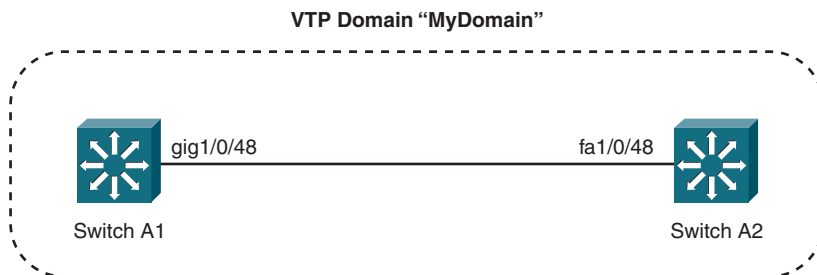 VTP Domain “MyDomain”
gig1/0/48
fa1/0/48
Switch A1
Switch A2